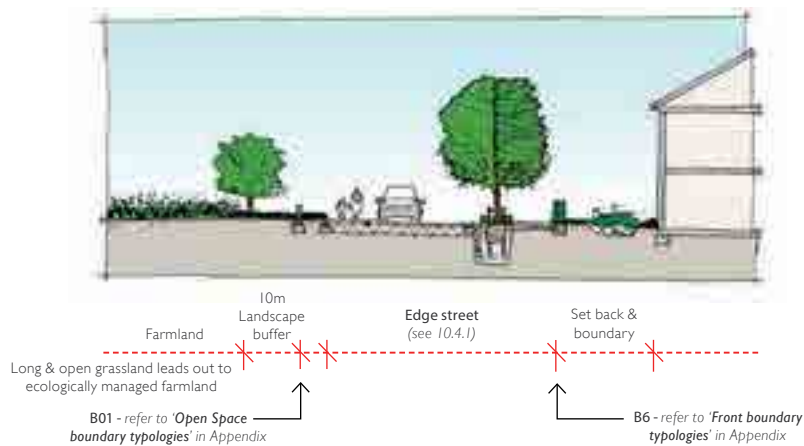 10m
Landscape
buffer
Farmland
Edge street
(see 10.4.1)
Set back &
boundary
Long & open grassland leads out to
ecologically managed farmland
B01 - refer to 'Open Space
boundary typologies' in Appendix
B6 - refer to 'Front boundary
typologies' in Appendix